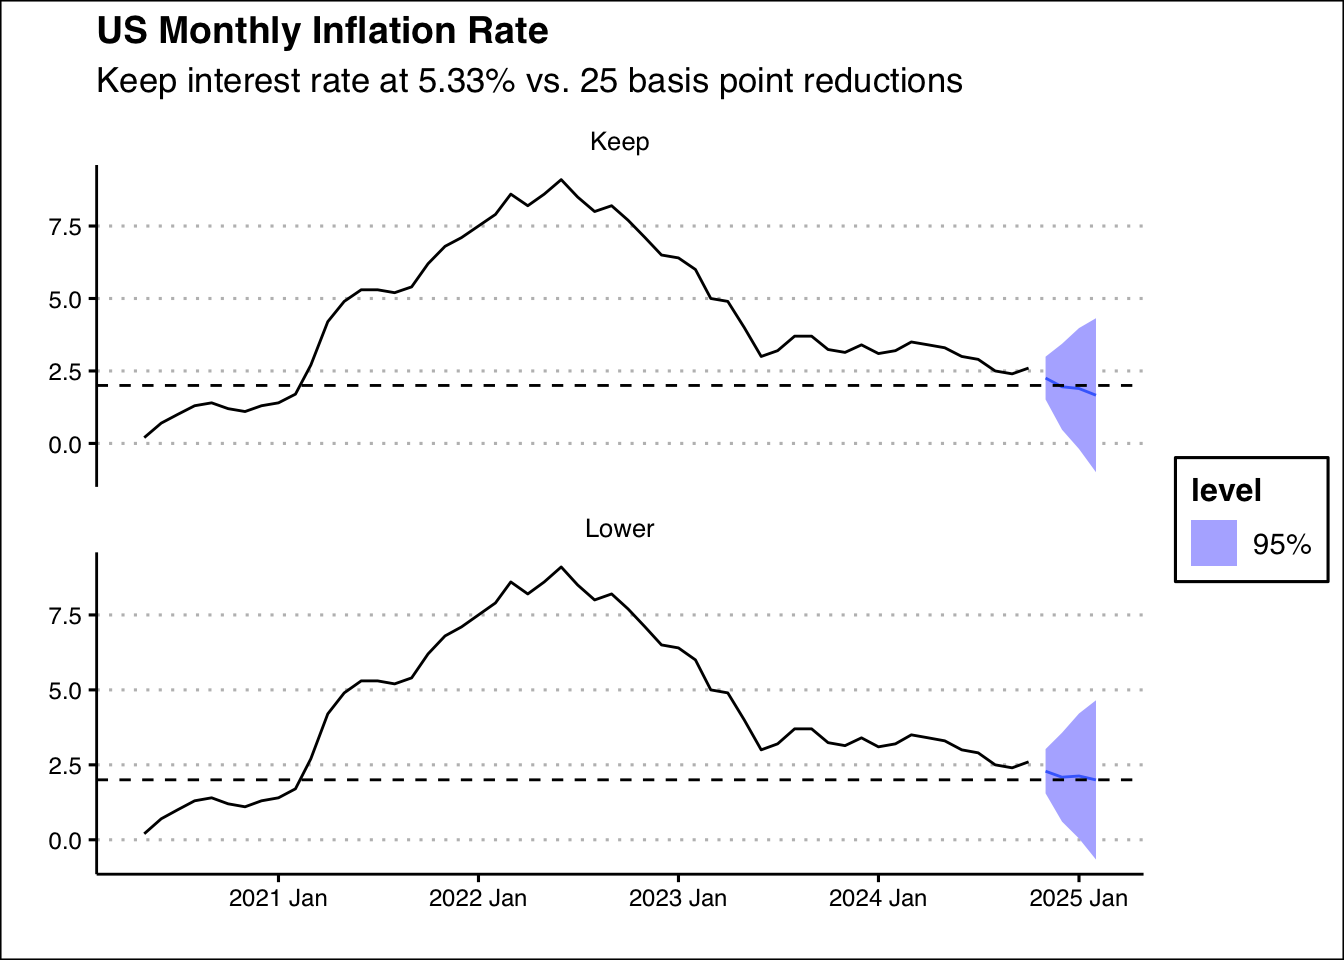 US Monthly Inflation Rate
Keep interest rate at 5.33% vs. 25 basis point reductions
Keep
7.5
5.0
2.5
0.0
Lower
7.5
5.0
2.5
0.0
2021 Jan 2022 Jan 2023 Jan 2024 Jan 2025 Jan
level
95%